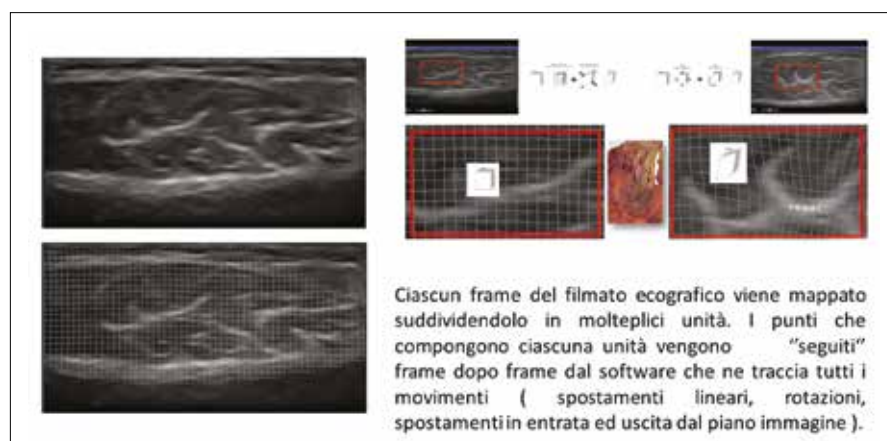 Ciascun frame del filmato ecografico viene mappato
suddividendolo in molteplici unità. I punti che
compongono ciascuna unità vengono "seguiti"
frame dopo frame dal software che ne traccia tutti i
movimenti ( spostamenti lineari, rotazioni,
spostamenti in entrata ed uscita dal piano immagine ).